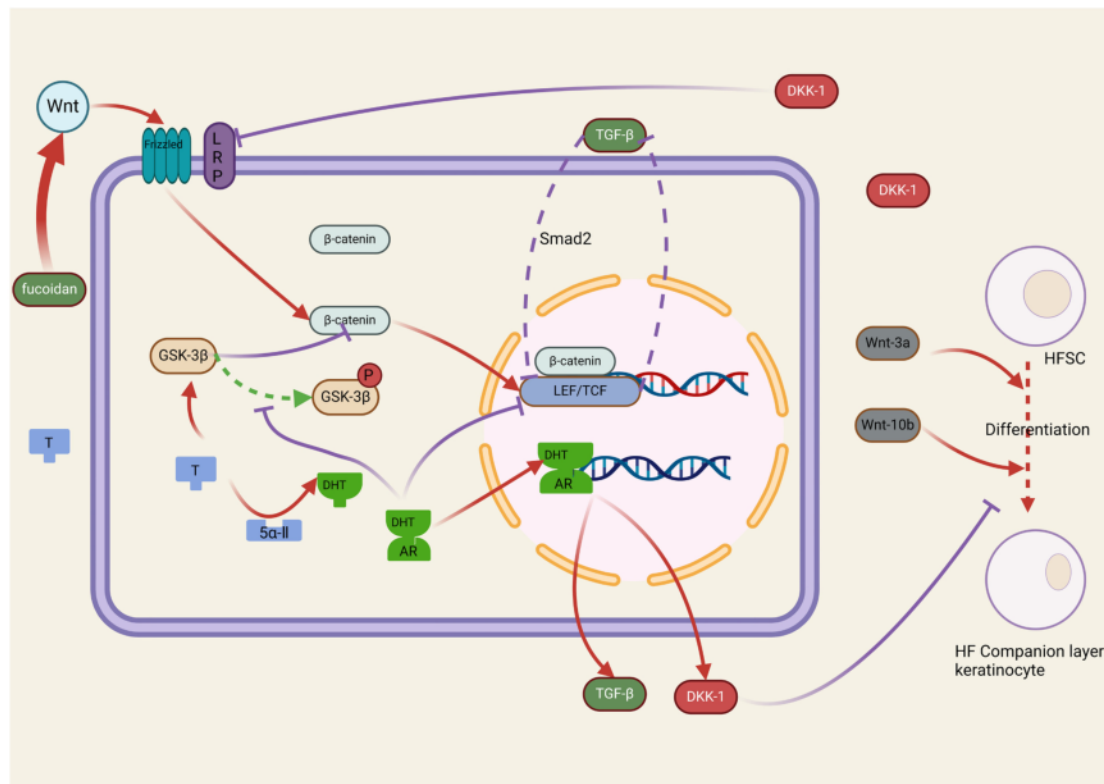 DKK-1
Wnt
TGF-β
Frizzled
L
R
P
DKK-1
β-catenin
Smad2
fucoidan
β-catenin
Wnt-3a
HFSC
GSK-3β
P
GSK-3β
β-catenin
LEF/TCF
Wnt-10b
Differentiation
T
T
DHT
DHT
AR
5α-II
DHT
AR
HF Companion layer
keratinocyte
TGF-β
DKK-1